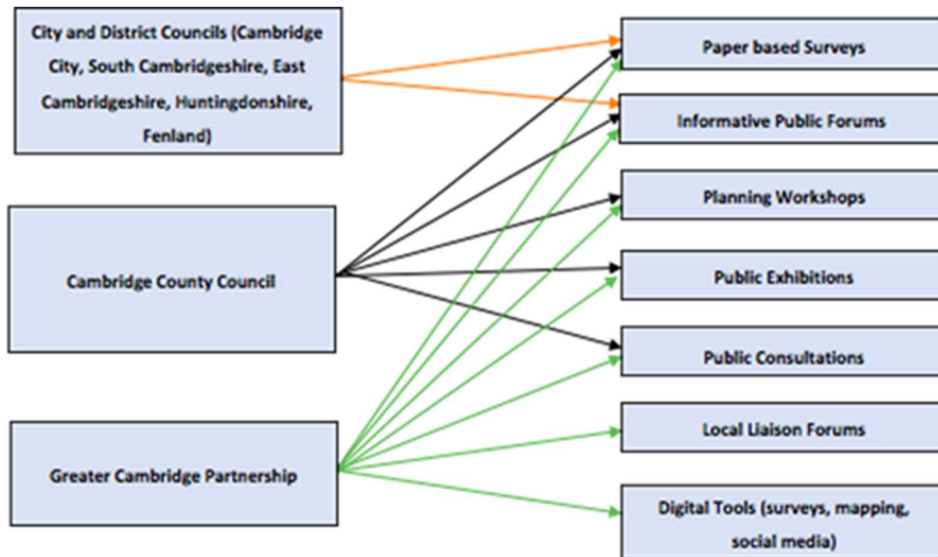 City and District Councils (Cambridge
City, South Cambridgeshire, East
Cambridgeshire, Huntingdonshire,
Fenland)
Cambridge County Council
Greater Cambridge Partnership
Paper based Surveys
Informative Public Forums
Planning Workshops
Public Exhibitions
Public Consultations
Local Liaison Forums
Digital Tools (surveys, mapping,
social media)